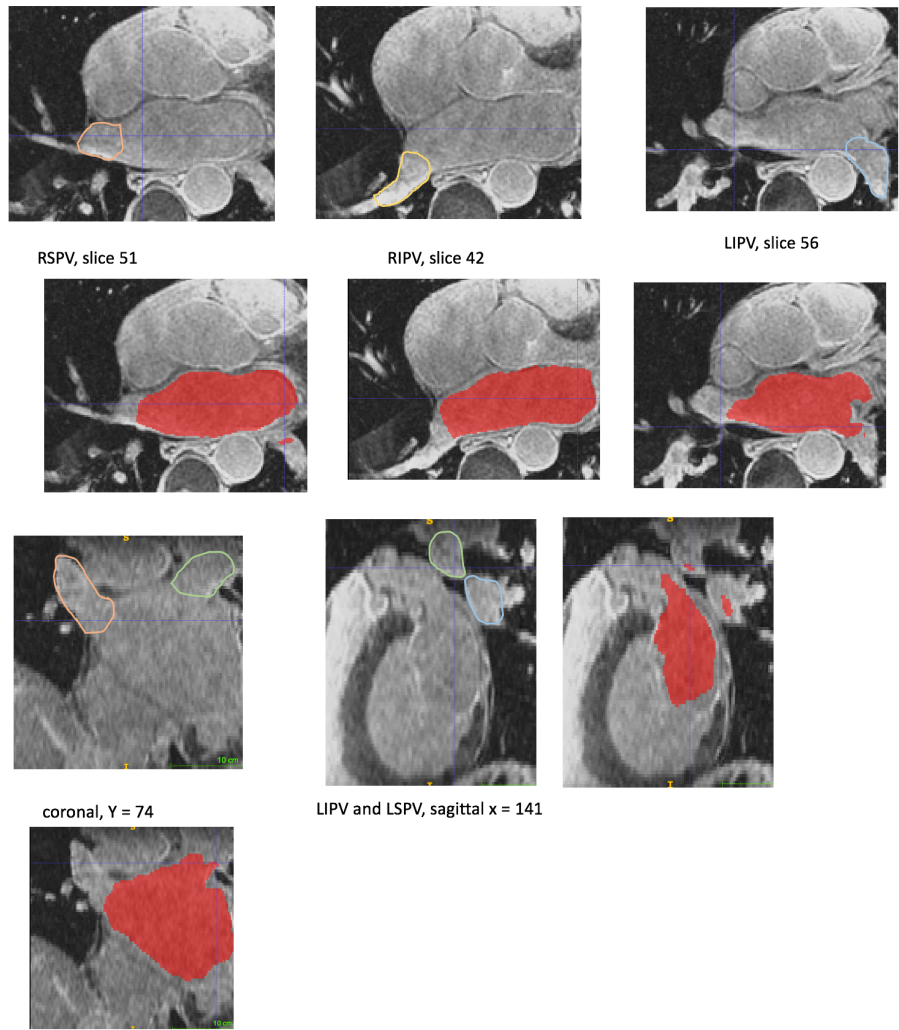 RSPV, slice 51
RIPV, slice 42
LIPV, slice 56
S
10 cm
I
S
I
S
I
coronal, Y = 74
LIPV and LSPV, sagittal x = 141
10 cm
I